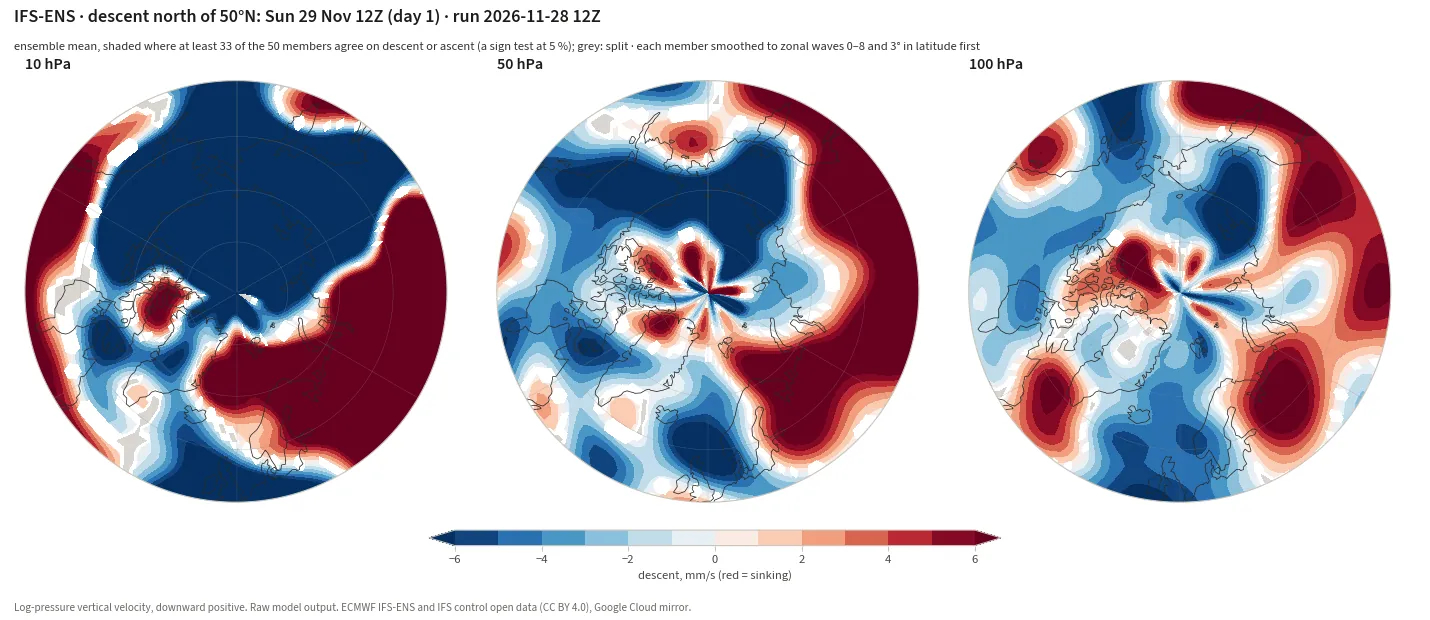 IFS-ENS · descent north of 50°N: Sun 29 Nov 12Z (day 1) · run 2026-11-28 12Z
ensemble mean, shaded where at least 33 of the 50 members agree on descent or ascent (a sign test at 5 %); grey: split · each member smoothed to zonal waves 0–8 and 3° in latitude first
10 hPa
50 hPa
100 hPa
−6 −4 −2 0 2 4 6
descent, mm/s (red = sinking)
Log-pressure vertical velocity, downward positive. Raw model output. ECMWF IFS-ENS and IFS control open data (CC BY 4.0), Google Cloud mirror.